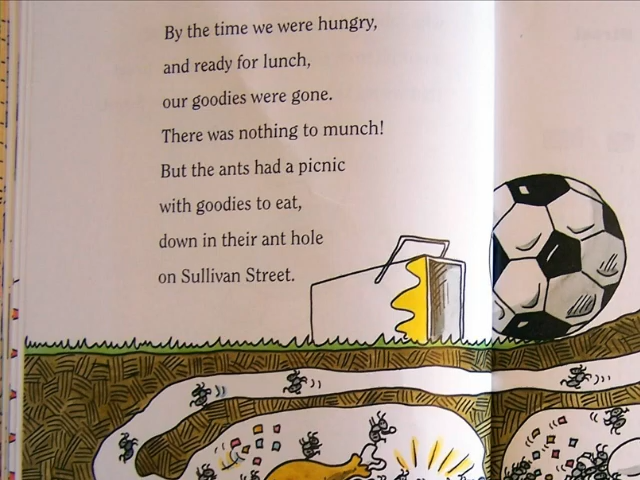 By the time we were hungry,
and ready for lunch,
our goodies were gone.
There was nothing to munch!
But the ants had a picnic
with goodies to eat,
down in their ant hole
on Sullivan Street.